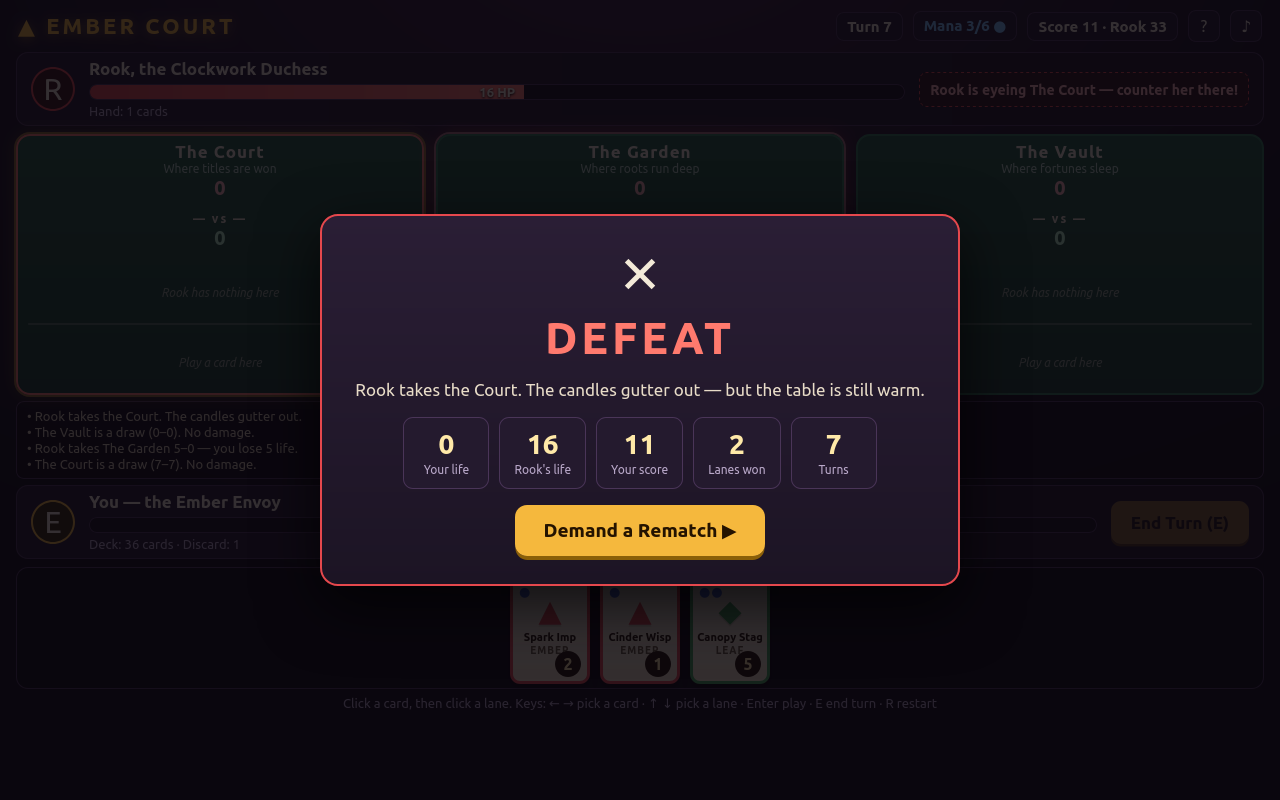 ▲ EMBER COURT
Turn 7
Mana 3/6
Score 11 · Rook 33
?
♪
R
Rook, the Clockwork Duchess
16 HP
Hand: 1 cards
Rook is eyeing The Court — counter her there!
The Court
Where titles are won
0
— vs —
0
Rook has nothing here
Play a card here
The Garden
Where roots run deep
0
The Vault
Where fortunes sleep
0
— vs —
0
Rook has nothing here
Play a card here
✕
DEFEAT
Rook takes the Court. The candles gutter out — but the table is still warm.
0
Your life
16
Rook's life
11
Your score
2
Lanes won
7
Turns
Demand a Rematch ▶
• Rook takes the Court. The candles gutter out.
• The Vault is a draw (0–0). No damage.
• Rook takes The Garden 5–0 — you lose 5 life.
• The Court is a draw (7–7). No damage.
E
You — the Ember Envoy
Deck: 36 cards · Discard: 1
End Turn (E)
Spark Imp
EMBER
2
Cinder Wisp
EMBER
1
Canopy Stag
LEAF
5
Click a card, then click a lane. Keys: ← → pick a card · ↑ ↓ pick a lane · Enter play · E end turn · R restart